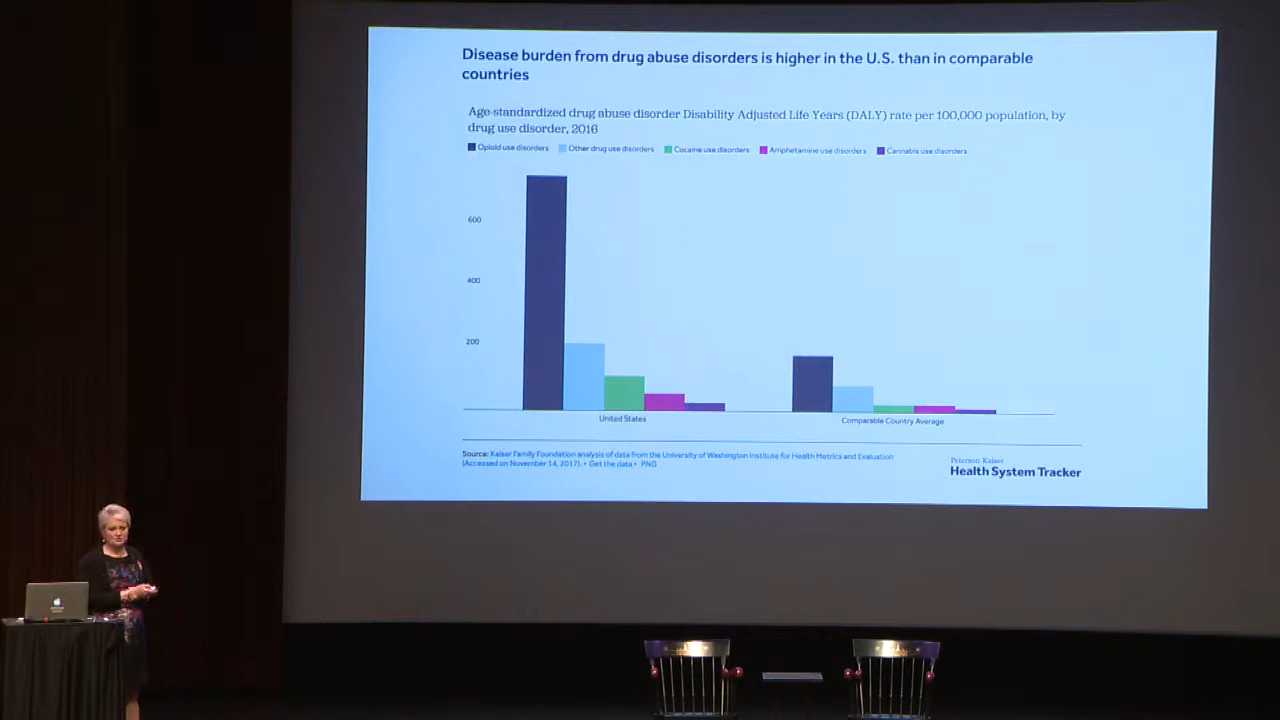 Disease burden from drug abuse disorders is higher in the U.S. than in comparable
countries
Age-standardized drug abuse disorder Disability Adjusted Life Years (DALY) rate per 100,000 population, by
drug use disorder, 2016
Opioid use disorders Other drug use disorders Cocaine use disorders Amphetamine use disorders Cannabis use disorders
600
400
200
United States Comparable Country Average
Source: Kaiser Family Foundation analysis of data from the University of Washington Institute for Health Metrics and Evaluation
(Accessed on November 14, 2017). • Get the data • PNG
Peterson-Kaiser
Health System Tracker